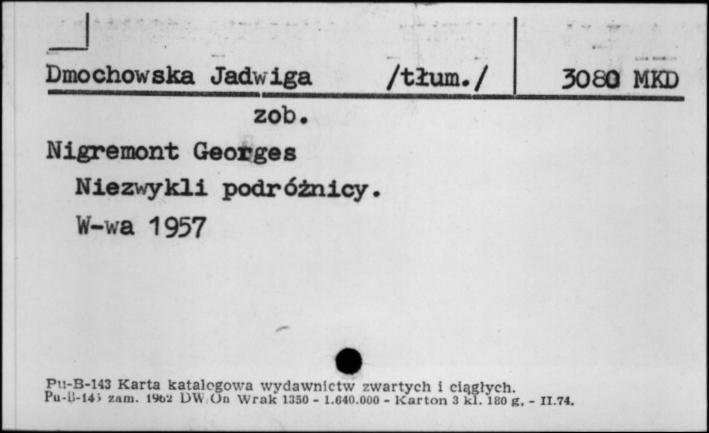 Dmochowska Jadwiga /tłum./ 3080 MKD
zob.
Nigremont Georges
Niezwykli podróżnicy.
W-wa 1957
Pu-B-143 Karta katalogowa wydawnictw zwartych i ciągłych.
Pu-B-143 zam. 1962 DW On Wrak 1350 - 1.640.000 - Karton 3 kl. 180 g. - II.74.